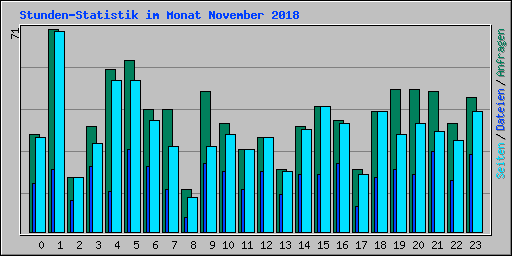 Stunden-Statistik im Monat November 2018
71
Seiten / Dateien / Anfragen
0 1 2 3 4 5 6 7 8 9 10 11 12 13 14 15 16 17 18 19 20 21 22 23